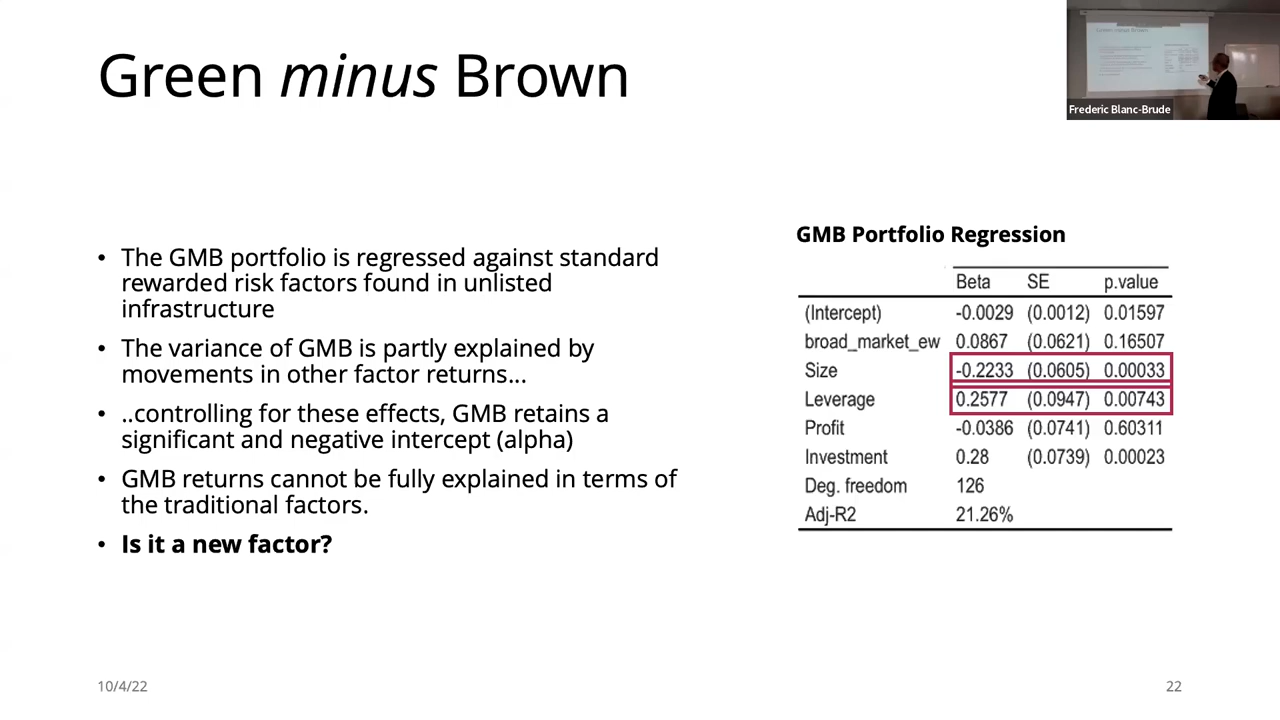 Green minus Brown
Frederic Blanc-Brude
• The GMB portfolio is regressed against standard
rewarded risk factors found in unlisted
infrastructure
• The variance of GMB is partly explained by
movements in other factor returns...
• ..controlling for these effects, GMB retains a
significant and negative intercept (alpha)
• GMB returns cannot be fully explained in terms of
the traditional factors.
• Is it a new factor?
GMB Portfolio Regression
Beta SE p.value
(Intercept) -0.0029 (0.0012) 0.01597
broad_market_ew 0.0867 (0.0621) 0.16507
Size -0.2233 (0.0605) 0.00033
Leverage 0.2577 (0.0947) 0.00743
Profit -0.0386 (0.0741) 0.60311
Investment 0.28 (0.0739) 0.00023
Deg. freedom 126
Adj-R2 21.26%
10/4/22
22